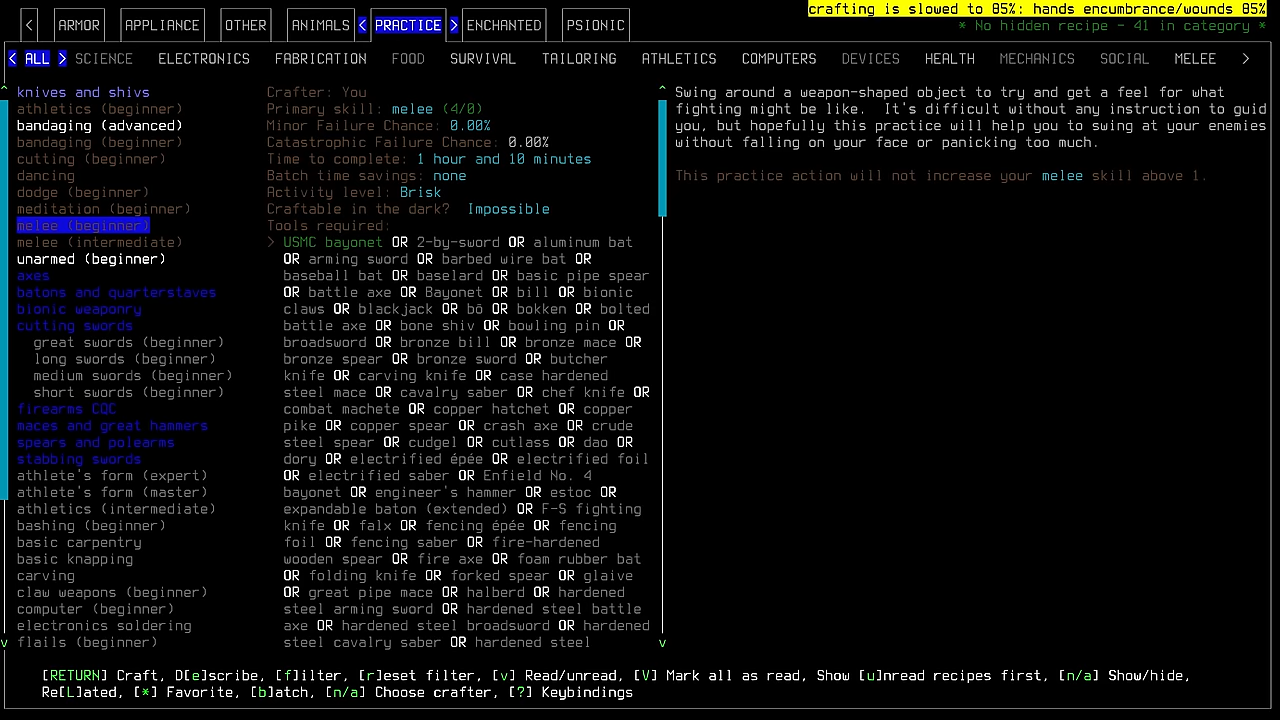 crafting is slowed to 85%: hands encumbrance/wounds 85%
< ARMOR APPLIANCE OTHER ANIMALS < PRACTICE > ENCHANTED PSIONIC
* No hidden recipe - 41 in category *
< ALL > SCIENCE ELECTRONICS FABRICATION FOOD SURVIVAL TAILORING ATHLETICS COMPUTERS DEVICES HEALTH MECHANICS SOCIAL MELEE >
knives and shivs
athletics (beginner)
bandaging (advanced)
bandaging (beginner)
cutting (beginner)
dancing
dodge (beginner)
meditation (beginner)
melee (beginner)
melee (intermediate)
unarmed (beginner)
axes
batons and quarterstaves
bionic weaponry
cutting swords
great swords (beginner)
long swords (beginner)
medium swords (beginner)
short swords (beginner)
firearms CQC
maces and great hammers
spears and polearms
stabbing swords
athlete's form (expert)
athlete's form (master)
athletics (intermediate)
bashing (beginner)
basic carpentry
basic knapping
carving
claw weapons (beginner)
computer (beginner)
electronics soldering
flails (beginner)
Crafter: You
Primary skill: melee (4/0)
Minor Failure Chance: 0.00%
Catastrophic Failure Chance: 0.00%
Time to complete: 1 hour and 10 minutes
Batch time savings: none
Activity level: Brisk
Craftable in the dark? Impossible
Tools required:
> USMC bayonet OR 2-by-sword OR aluminum bat
OR arming sword OR barbed wire bat OR
baseball bat OR baselard OR basic pipe spear
OR battle axe OR Bayonet OR bill OR bionic
claws OR blackjack OR bō OR bokken OR bolted
battle axe OR bone shiv OR bowling pin OR
broadsword OR bronze bill OR bronze mace OR
bronze spear OR bronze sword OR butcher
knife OR carving knife OR case hardened
steel mace OR cavalry saber OR chef knife OR
combat machete OR copper hatchet OR copper
pike OR copper spear OR crash axe OR crude
steel spear OR cudgel OR cutlass OR dao OR
dory OR electrified épée OR electrified foil
OR electrified saber OR Enfield No. 4
bayonet OR engineer's hammer OR estoc OR
expandable baton (extended) OR F-S fighting
knife OR falx OR fencing épée OR fencing
foil OR fencing saber OR fire-hardened
wooden spear OR fire axe OR foam rubber bat
OR folding knife OR forked spear OR glaive
OR great pipe mace OR halberd OR hardened
steel arming sword OR hardened steel battle
axe OR hardened steel broadsword OR hardened
steel cavalry saber OR hardened steel
Swing around a weapon-shaped object to try and get a feel for what
fighting might be like. It's difficult without any instruction to guid
you, but hopefully this practice will help you to swing at your enemies
without falling on your face or panicking too much.
This practice action will not increase your melee skill above 1.
[RETURN] Craft, D[e]scribe, [f]ilter, [r]eset filter, [v] Read/unread, [V] Mark all as read, Show [u]nread recipes first, [n/a] Show/hide,
Re[L]ated, [*] Favorite, [b]atch, [n/a] Choose crafter, [?] Keybindings